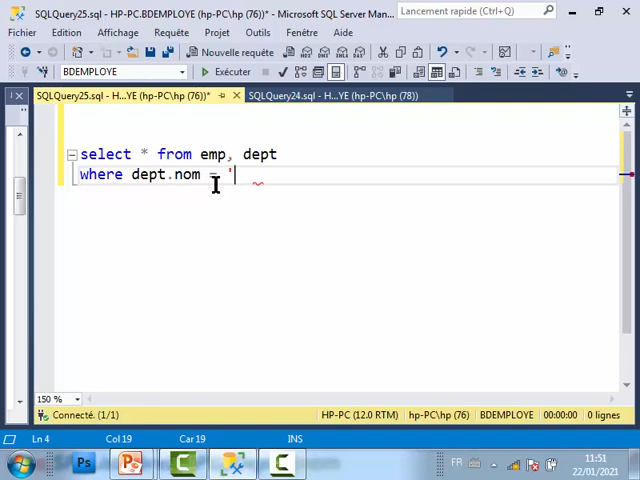 SQLQuery25.sql - HP-PC.BDEMPLOYE (hp-PC\hp (76))* - Microsoft SQL Server Man...
Lancement rapide (Ctrl+Q)
Fichier Edition Affichage Projet Outils Fenêtre Aide
Nouvelle requête
BDEMPLOYE
Exécuter
SQLQuery25.sql - H...YE (hp-PC\hp (76))*
SQLQuery24.sql - H...YE (hp-PC\hp (78))
select * from emp, dept
where dept.nom = '
150 %
Connecté. (1/1)
HP-PC (12.0 RTM)
hp-PC\hp (76)
BDEMPLOYE
00:00:00
0 lignes
Ln 4
Col 19
Car 19
INS
FR
11:51
22/01/2021